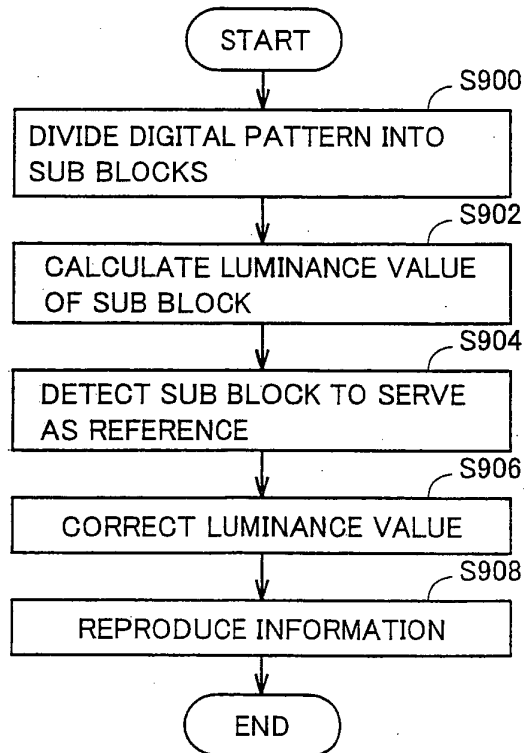 START
S900
DIVIDE DIGITAL PATTERN INTO
SUB BLOCKS
S902
CALCULATE LUMINANCE VALUE
OF SUB BLOCK
S904
DETECT SUB BLOCK TO SERVE
AS REFERENCE
S906
CORRECT LUMINANCE VALUE
S908
REPRODUCE INFORMATION
END